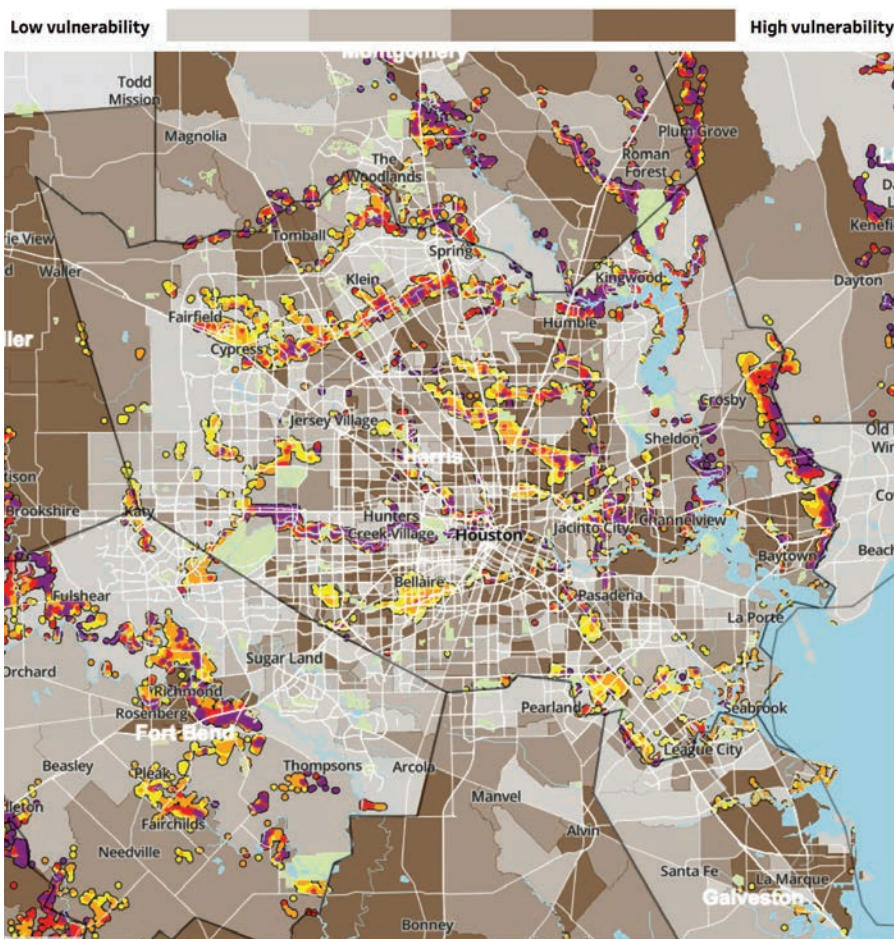 Low vulnerability
High vulnerability
Montgomery
Todd
Mission
Magnolia
Plum Grove
The
Woodlands
Roman
Forest
Tomball
Spring
Waller
Klein
Kingwood
Dayton
Fairfield
Humble
Cypress
Crosby
Jersey Village
Sheldon
Harris
Brookshire
Katy
Hunters
Creek Village
Houston
Jacinto City
Channelview
Baytown
Bellaire
Fulshear
Pasadena
La Porte
Orchard
Sugar Land
Richmond
Rosenberg
Pearland
Seabrook
Fort Bend
League City
Beasley
Pleak
Thompsons
Arcola
Manvel
Fairchilds
Alvin
Needville
Santa Fe
La Marque
Galveston
Bonney